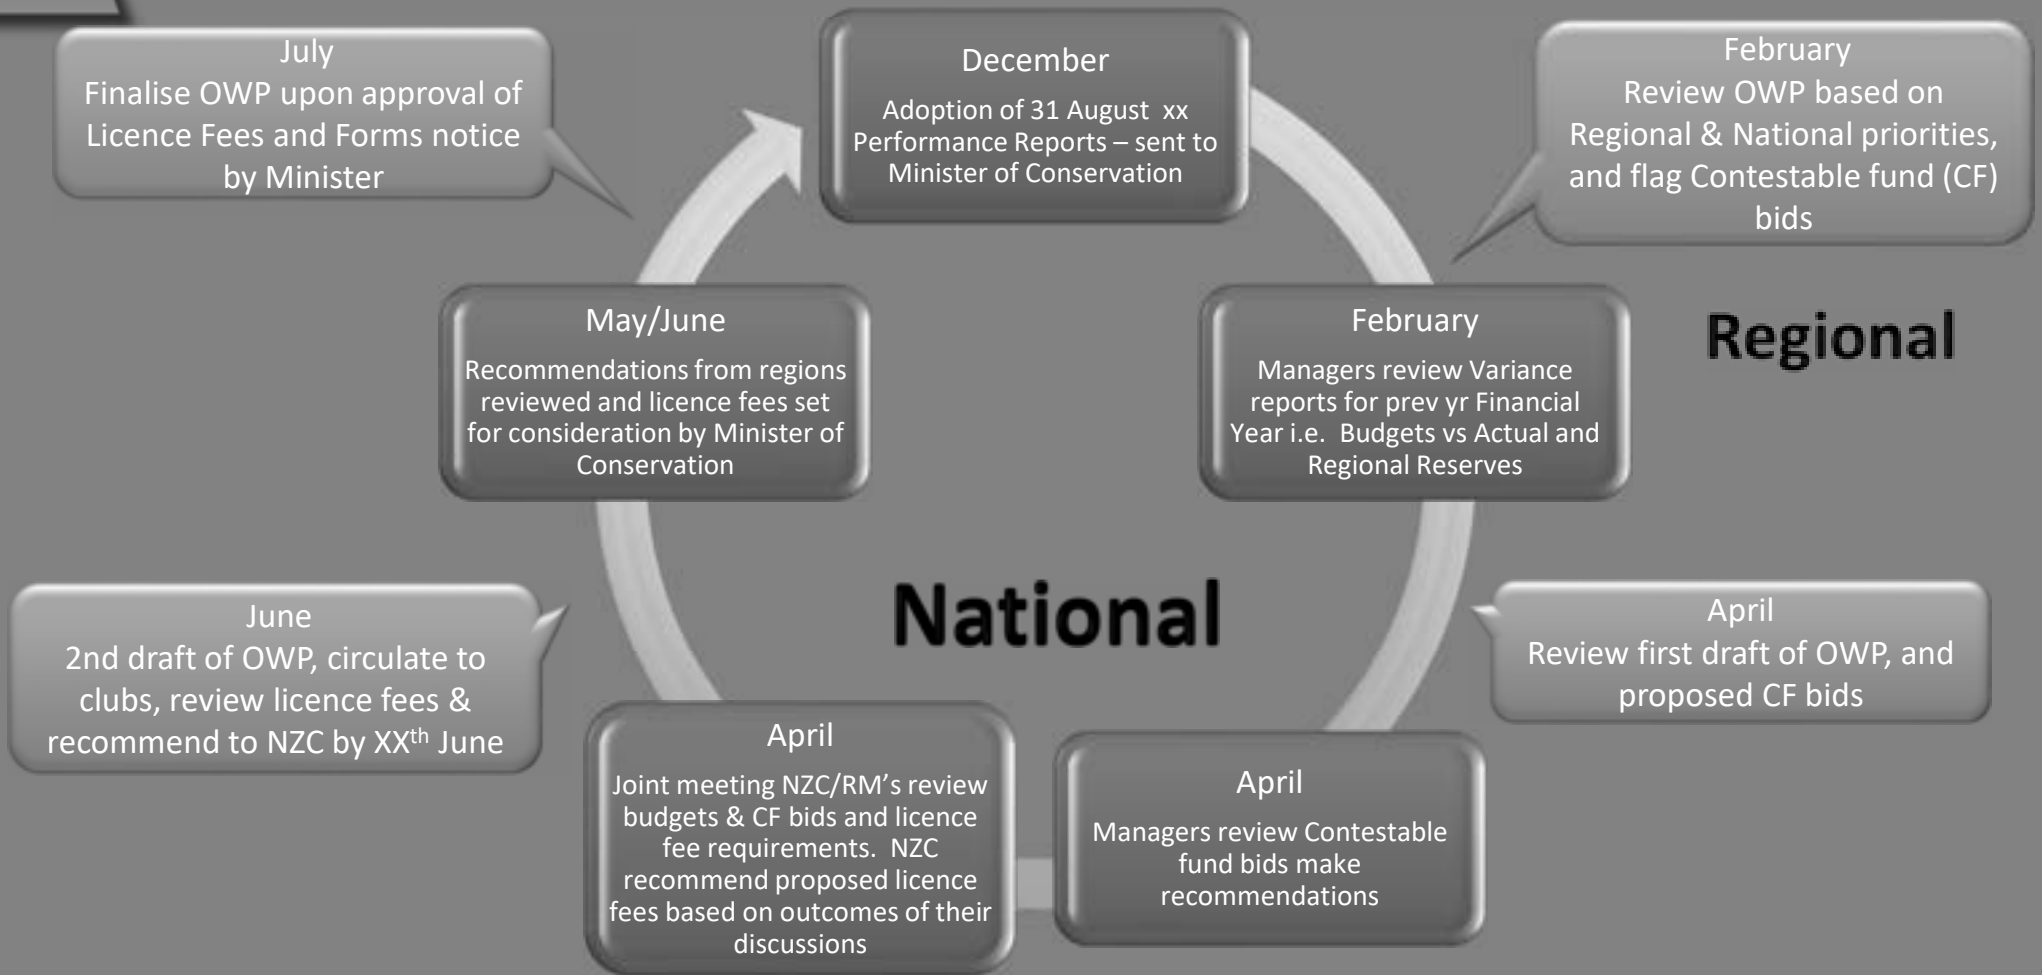 July
Finalise OWP upon approval of
Licence Fees and Forms notice
by Minister
December
Adoption of 31 August xx
Performance Reports – sent to
Minister of Conservation
February
Review OWP based on
Regional & National priorities,
and flag Contestable fund (CF)
bids
May/June
Recommendations from regions
reviewed and licence fees set
for consideration by Minister of
Conservation
February
Managers review Variance
reports for prev yr Financial
Year i.e. Budgets vs Actual and
Regional Reserves
Regional
National
June
2nd draft of OWP, circulate to
clubs, review licence fees &
recommend to NZC by XXth June
April
Review first draft of OWP, and
proposed CF bids
April
Joint meeting NZC/RM’s review
budgets & CF bids and licence
fee requirements. NZC
recommend proposed licence
fees based on outcomes of their
discussions
April
Managers review Contestable
fund bids make
recommendations